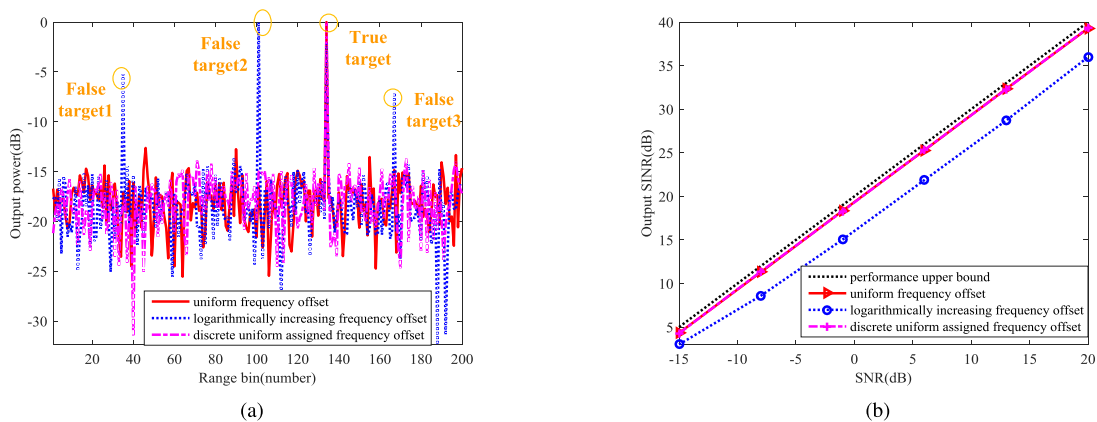 0
-5
-10
-15
-20
-25
-30
Output power(dB)
False
target1
False
target2
True
target
False
target3
uniform frequency offset
logarithmically increasing frequency offset
discrete uniform assigned frequency offset
20 40 60 80 100 120 140 160 180 200
Range bin(number)
(a)
40
35
30
25
20
15
10
5
Output SINR(dB)
performance upper bound
uniform frequency offset
logarithmically increasing frequency offset
discrete uniform assigned frequency offset
-15 -10 -5 0 5 10 15 20
SNR(dB)
(b)